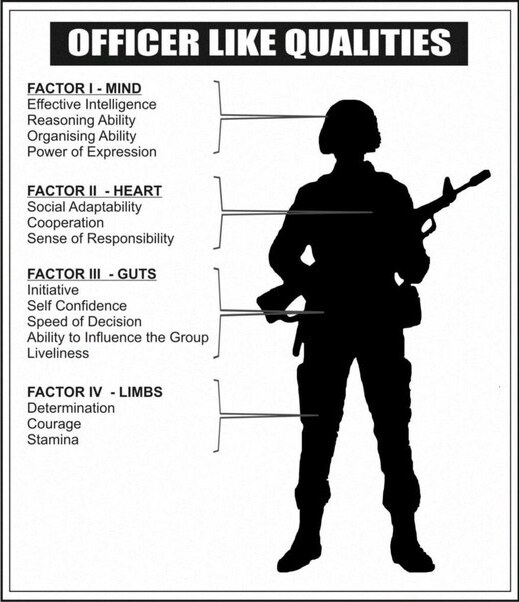 OFFICER LIKE QUALITIES
FACTOR I - MIND
Effective Intelligence
Reasoning Ability
Organising Ability
Power of Expression
FACTOR II - HEART
Social Adaptability
Cooperation
Sense of Responsibility
FACTOR III - GUTS
Initiative
Self Confidence
Speed of Decision
Ability to Influence the Group
Liveliness
FACTOR IV - LIMBS
Determination
Courage
Stamina